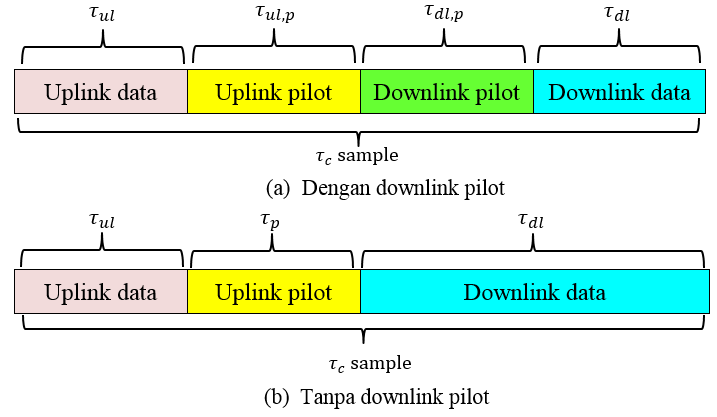 τ_ul τ_ul,p τ_dl,p τ_dl
Uplink data Uplink pilot Downlink pilot Downlink data
τ_c sample
(a) Dengan downlink pilot
τ_ul τ_p τ_dl
Uplink data Uplink pilot Downlink data
τ_c sample
(b) Tanpa downlink pilot